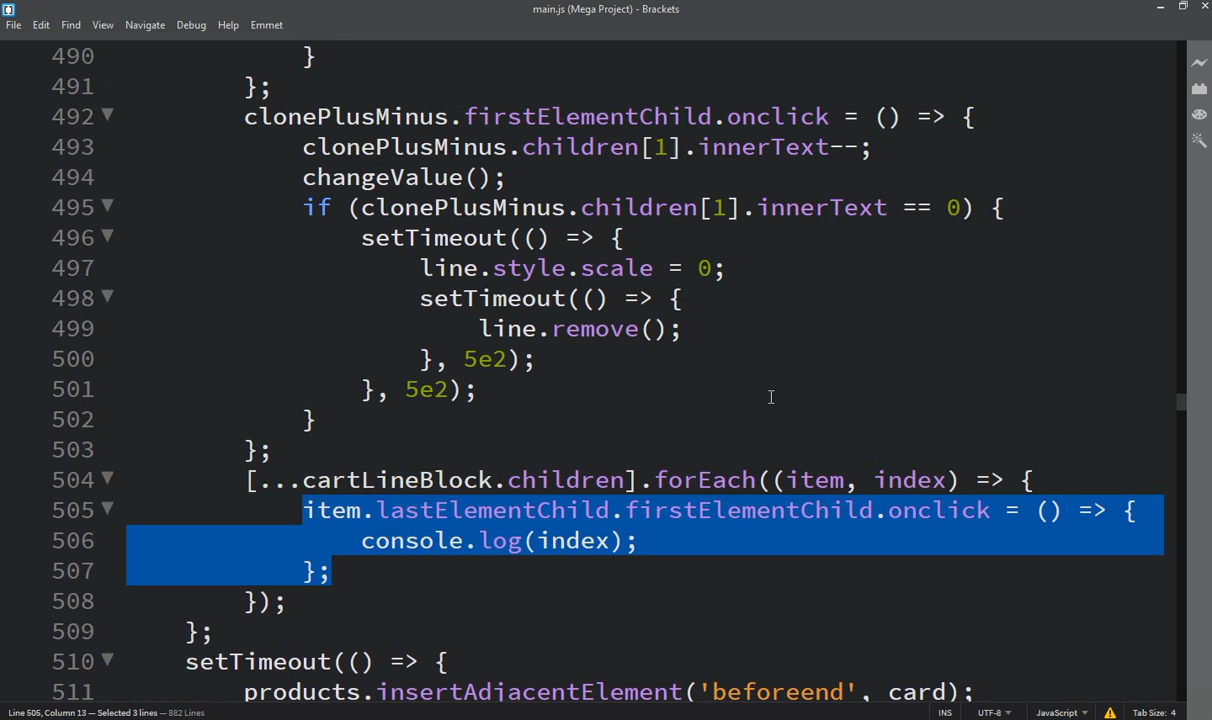 main.js (Mega Project) - Brackets
File Edit Find View Navigate Debug Help Emmet
490 }
491 };
492 clonePlusMinus.firstElementChild.onclick = () => {
493 clonePlusMinus.children[1].innerText--;
494 changeValue();
495 if (clonePlusMinus.children[1].innerText == 0) {
496 setTimeout(() => {
497 line.style.scale = 0;
498 setTimeout(() => {
499 line.remove();
500 }, 5e2);
501 }, 5e2);
502 }
503 };
504 [...cartLineBlock.children].forEach((item, index) => {
505 item.lastElementChild.firstElementChild.onclick = () => {
506 console.log(index);
507 };
508 });
509 };
510 setTimeout(() => {
511 products.insertAdjacentElement('beforeend', card);
Line 505, Column 13 — Selected 3 lines — 882 Lines INS UTF-8 JavaScript Tab Size: 4